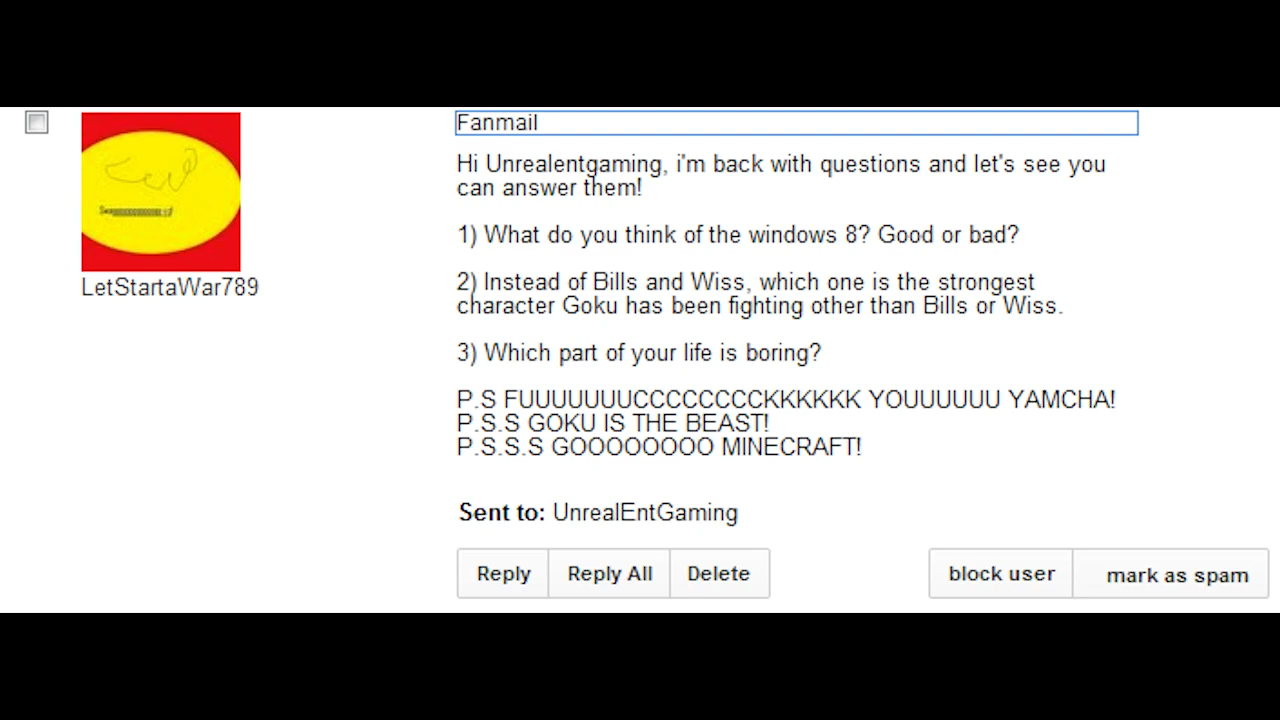 Fanmail
Hi Unrealentgaming, i'm back with questions and let's see you
can answer them!
1) What do you think of the windows 8? Good or bad?
2) Instead of Bills and Wiss, which one is the strongest
character Goku has been fighting other than Bills or Wiss.
3) Which part of your life is boring?
P.S FUUUUUUUCCCCCCCCKKKKKK YOUUUUUU YAMCHA!
P.S.S GOKU IS THE BEAST!
P.S.S.S GOOOOOOOO MINECRAFT!
LetStartaWar789
Sent to: UnrealEntGaming
Reply Reply All Delete block user mark as spam